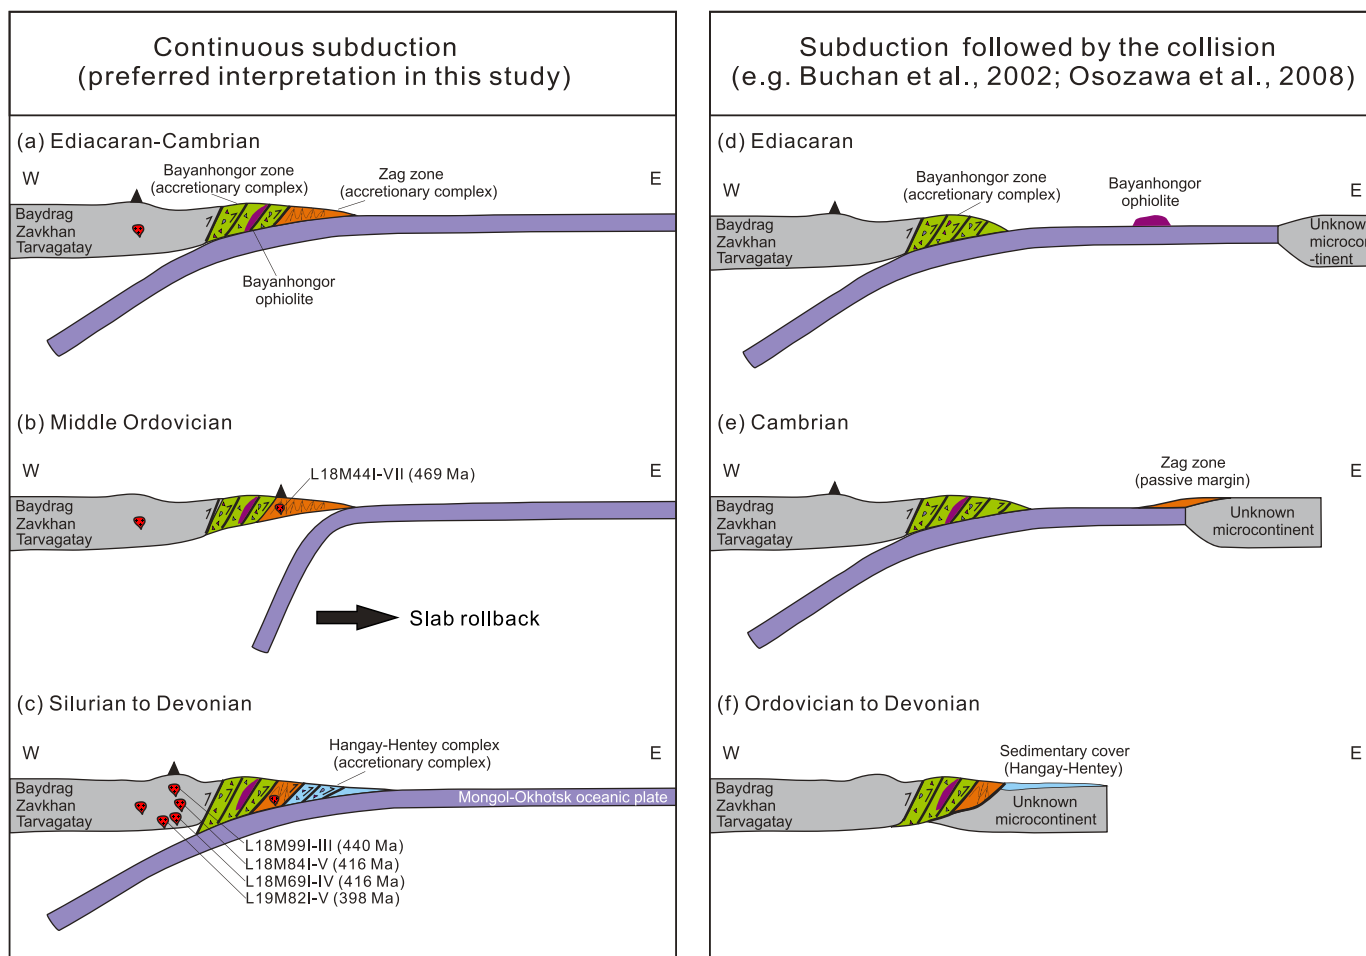 Continuous subduction
(preferred interpretation in this study)
(a) Ediacaran-Cambrian
W
Bayanhongor zone
(accretionary complex)
Zag zone
(accretionary complex)
E
Baydrag
Zavkhan
Tarvagatay
Bayanhongor
ophiolite
(b) Middle Ordovician
W
L18M44I-VII (469 Ma)
E
Baydrag
Zavkhan
Tarvagatay
Slab rollback
(c) Silurian to Devonian
W
Hangay-Hentey complex
(accretionary complex)
E
Baydrag
Zavkhan
Tarvagatay
Mongol-Okhotsk oceanic plate
L18M99I-III (440 Ma)
L18M84I-V (416 Ma)
L18M69I-IV (416 Ma)
L19M82I-V (398 Ma)
Subduction followed by the collision
(e.g. Buchan et al., 2002; Osozawa et al., 2008)
(d) Ediacaran
W
Bayanhongor zone
(accretionary complex)
Bayanhongor
ophiolite
E
Baydrag
Zavkhan
Tarvagatay
Unknow
microcon
-tinent
(e) Cambrian
W
Zag zone
(passive margin)
E
Baydrag
Zavkhan
Tarvagatay
Unknown
microcontinent
(f) Ordovician to Devonian
W
Sedimentary cover
(Hangay-Hentey)
E
Baydrag
Zavkhan
Tarvagatay
Unknown
microcontinent